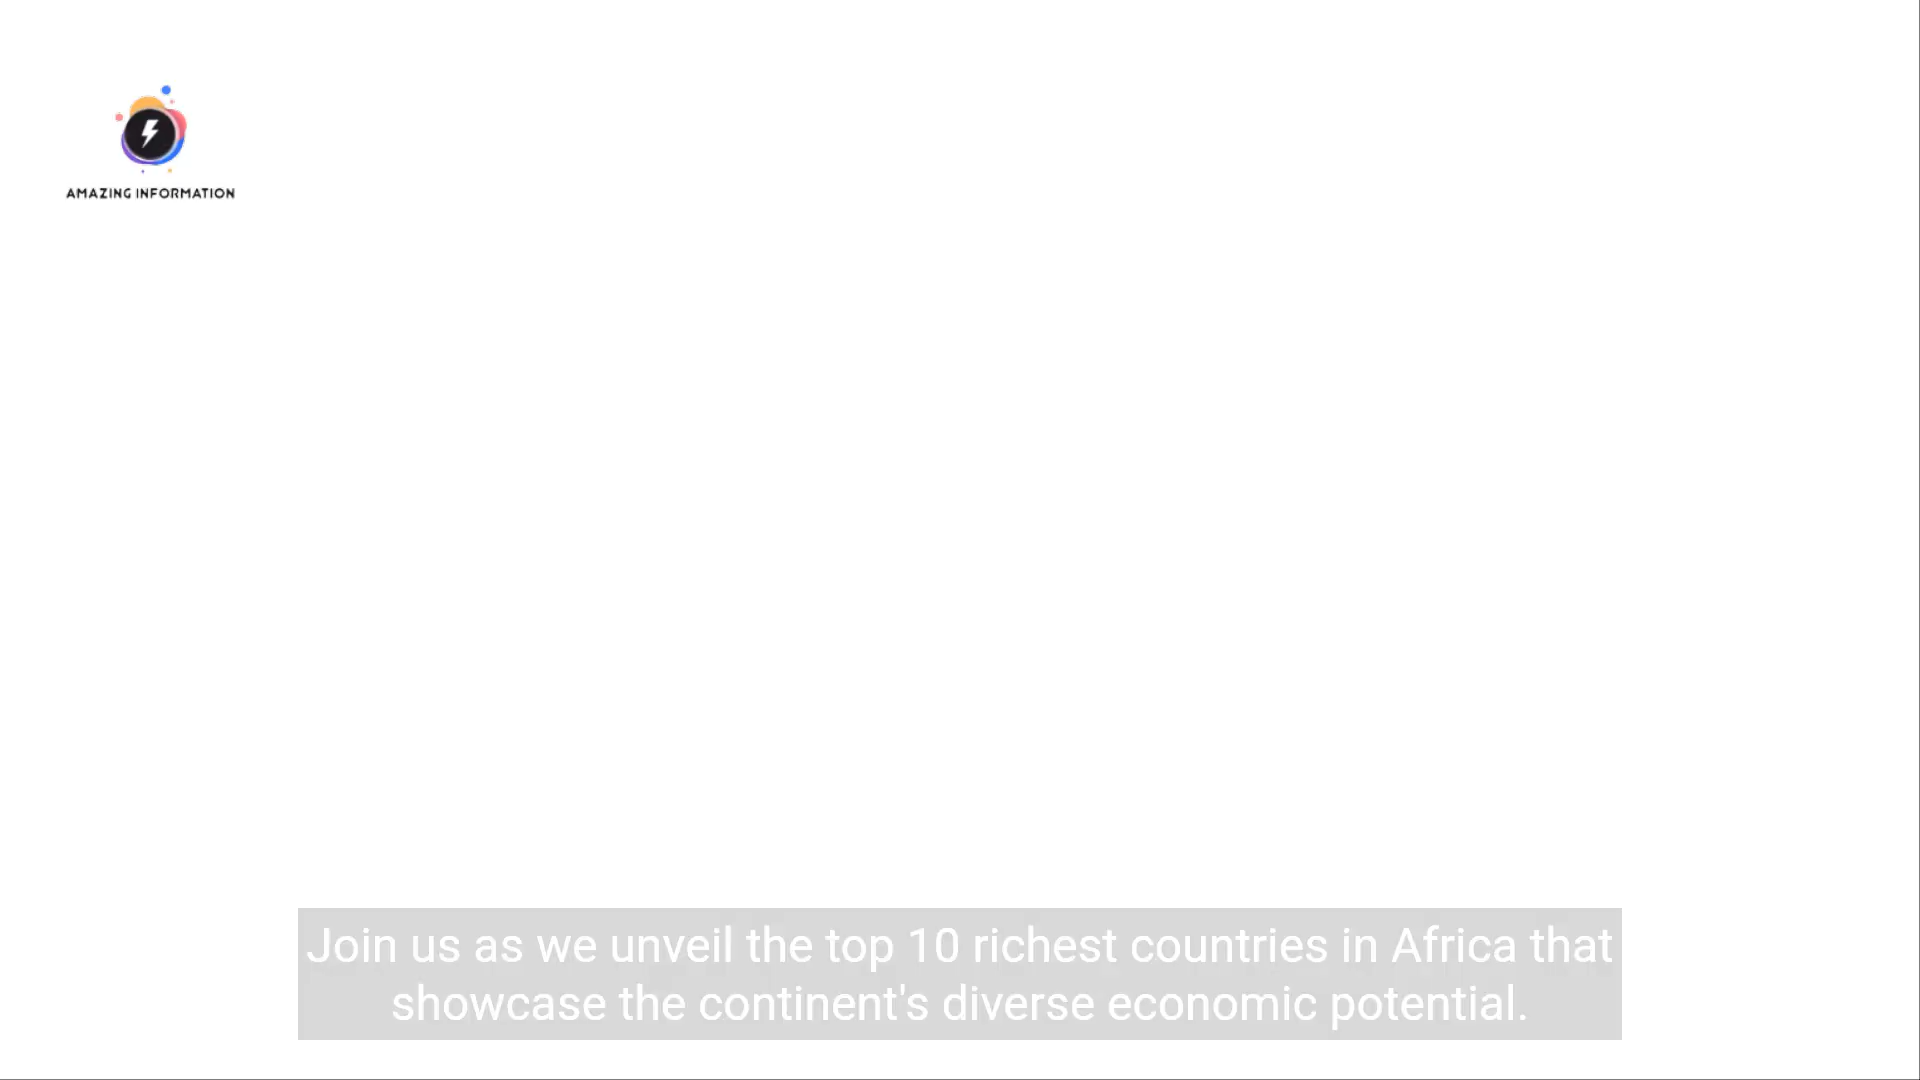 AMAZING INFORMATION
Join us as we unveil the top 10 richest countries in Africa that
showcase the continent's diverse economic potential.